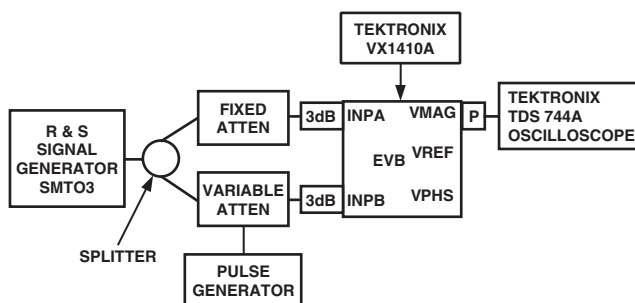 TEKTRONIX
VX1410A
FIXED
ATTEN
3dB
INPA
VMAG
P
TEKTRONIX
TDS 744A
OSCILLOSCOPE
R & S
SIGNAL
GENERATOR
SMTO3
EVB
VREF
VARIABLE
ATTEN
3dB
INPB
VPHS
SPLITTER
PULSE
GENERATOR